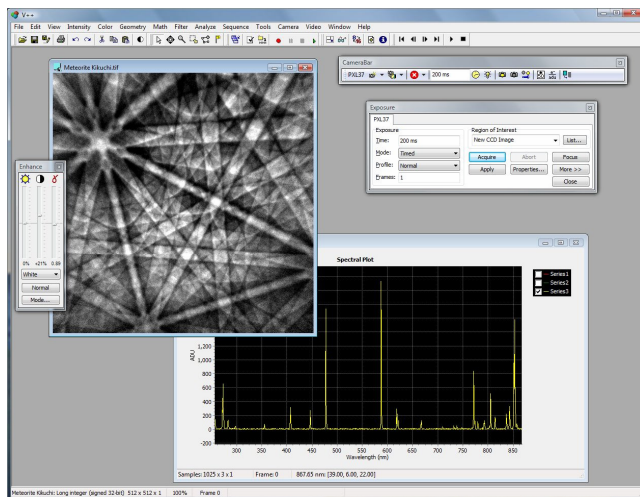 V++
File Edit View Intensity Color Geometry Math Filter Analyze Sequence Tools Camera Video Window Help
Meteorite Kikuchi.tif
CameraBar
PXL37 200 ms
Exposure
PXL37
Exposure Region of Interest
Time: 200 ms New CCD Image List...
Mode: Timed Acquire Abort Focus
Profile: Normal Apply Properties... More >>
Frames: 1 Close
Enhance
0% +21% 0.89
White
Normal
Mode...
Spectral Plot
Series1
Series2
Series3
1,200
1,000
800
600
400
200
0
-200
ADU
300 350 400 450 500 550 600 650 700 750 800 850
Wavelength (nm)
Samples: 1025 x 3 x 1 Frame: 0 867.65 nm: [39.00, 6.00, 22.00]
Meteorite Kikuchi: Long integer (signed 32-bit) 512 x 512 x 1 100% Frame 0